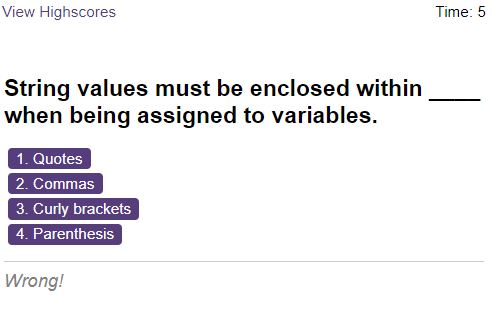 View Highscores
Time: 5
String values must be enclosed within ____
when being assigned to variables.
1. Quotes
2. Commas
3. Curly brackets
4. Parenthesis
Wrong!